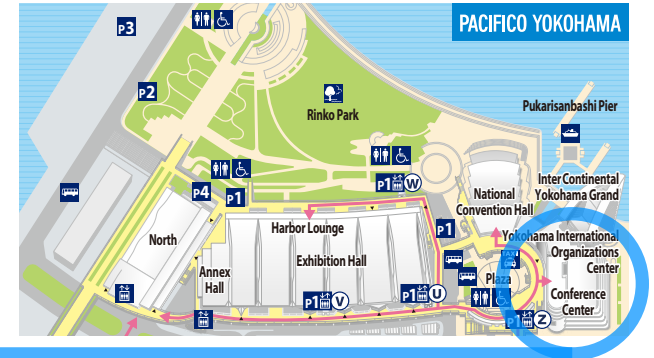 PACIFICO YOKOHAMA
P3
P2
Rinko Park
Pukarisanbashi Pier
P1 W
P4
P1
National
Convention Hall
Inter Continental
Yokohama Grand
North
Harbor Lounge
P1
Yokohama International
Organizations
Center
Annex
Hall
Exhibition Hall
TAXI
Plaza
P1 V
P1 U
Conference
Center
P1 Z